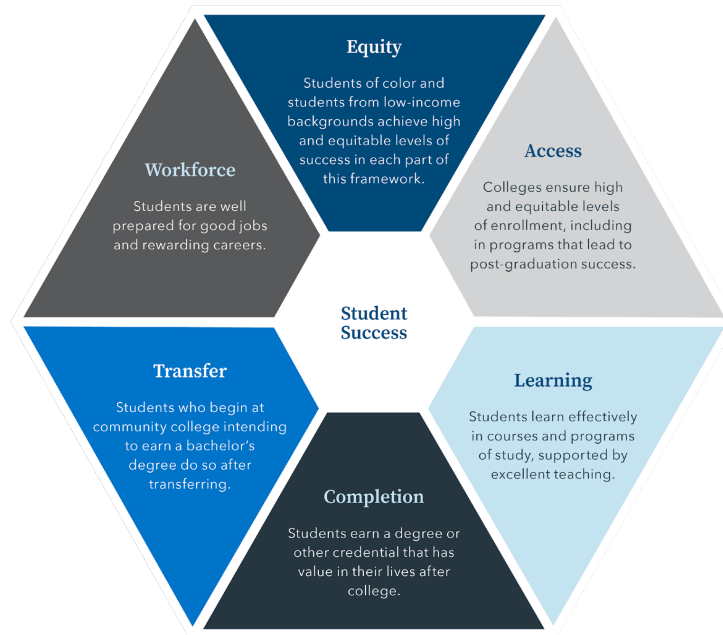 Equity
Students of color and
students from low-income
backgrounds achieve high
and equitable levels of
success in each part of
this framework.
Access
Colleges ensure high
and equitable levels
of enrollment, including
in programs that lead to
post-graduation success.
Learning
Students learn effectively
in courses and programs
of study, supported by
excellent teaching.
Completion
Students earn a degree or
other credential that has
value in their lives after
college.
Transfer
Students who begin at
community college intending
to earn a bachelor’s
degree do so after
transferring.
Workforce
Students are well
prepared for good jobs
and rewarding careers.
Student
Success